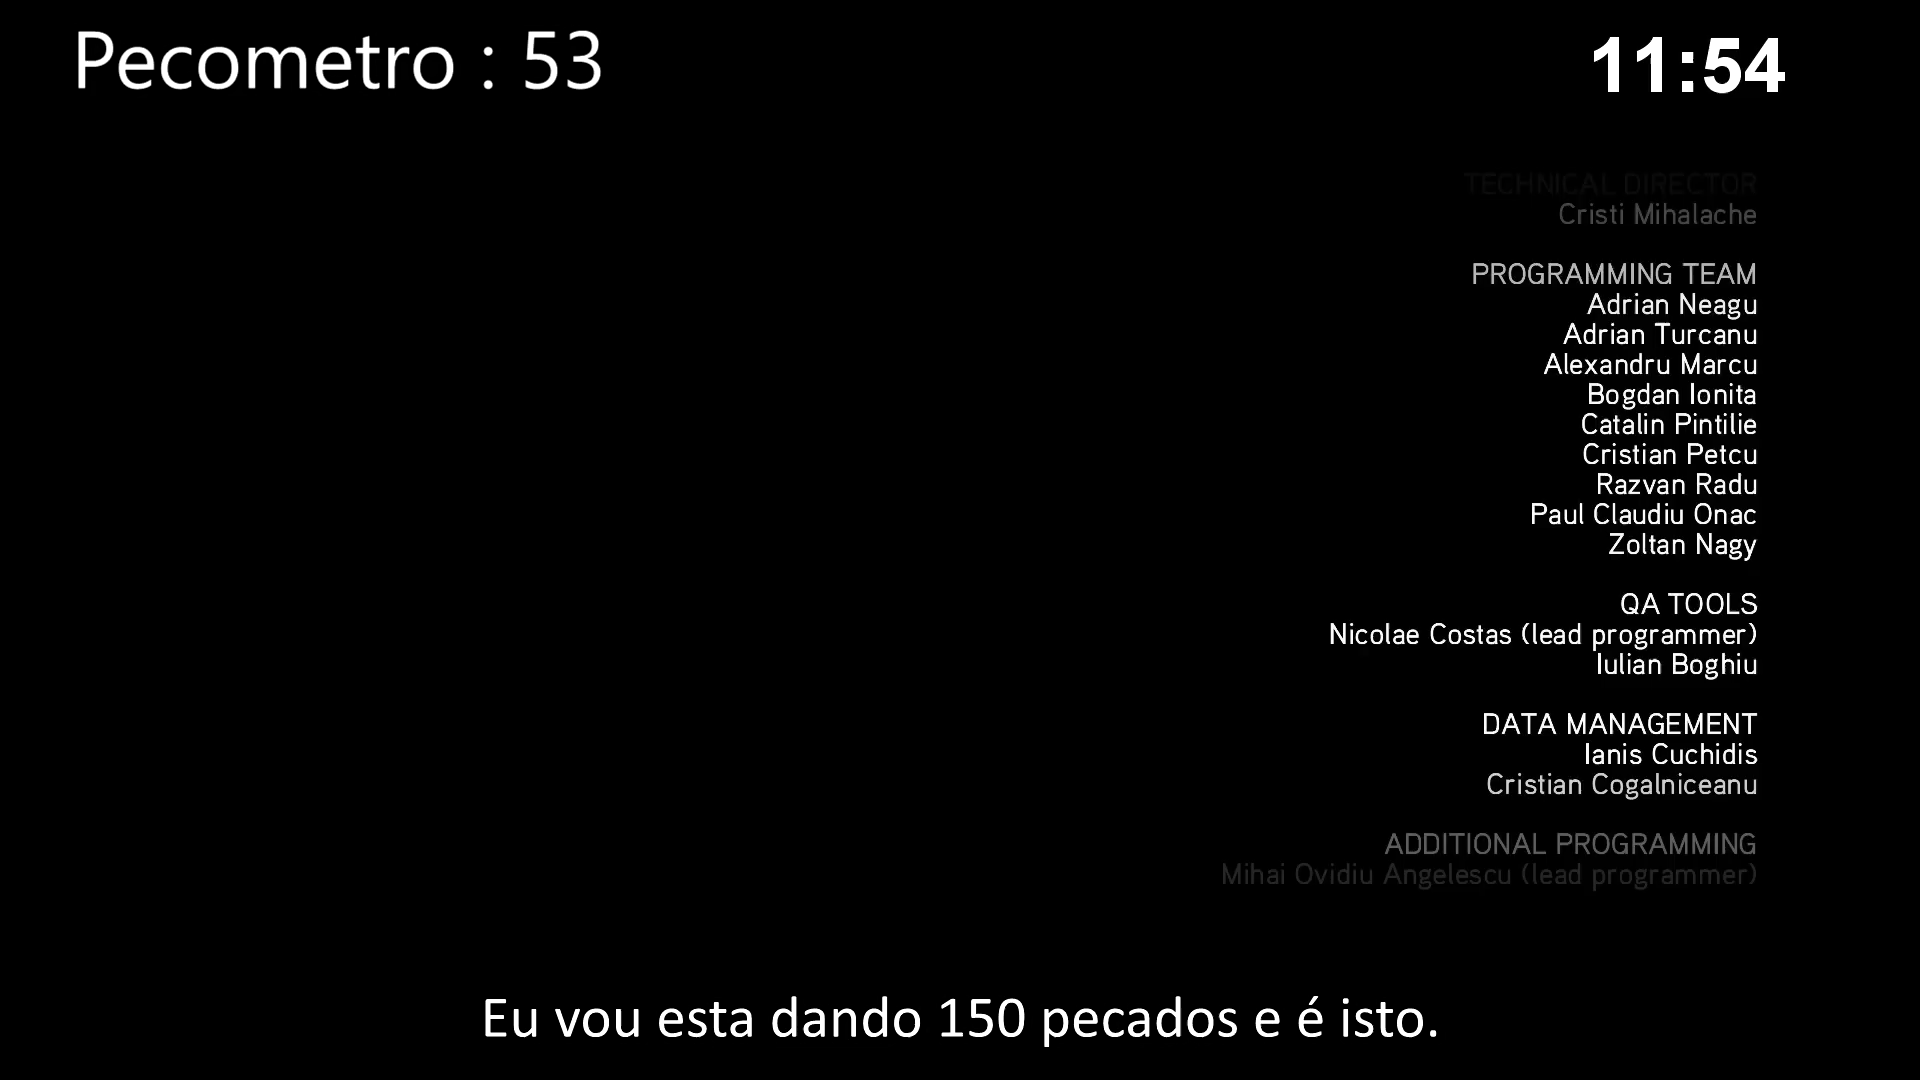 Pecometro : 53
11:54
TECHNICAL DIRECTOR
Cristi Mihalache
PROGRAMMING TEAM
Adrian Neagu
Adrian Turcanu
Alexandru Marcu
Bogdan Ionita
Catalin Pintilie
Cristian Petcu
Razvan Radu
Paul Claudiu Onac
Zoltan Nagy
QA TOOLS
Nicolae Costas (lead programmer)
Iulian Boghiu
DATA MANAGEMENT
Ianis Cuchidis
Cristian Cogalniceanu
ADDITIONAL PROGRAMMING
Mihai Ovidiu Angelescu (lead programmer)
Eu vou esta dando 150 pecados e é isto.